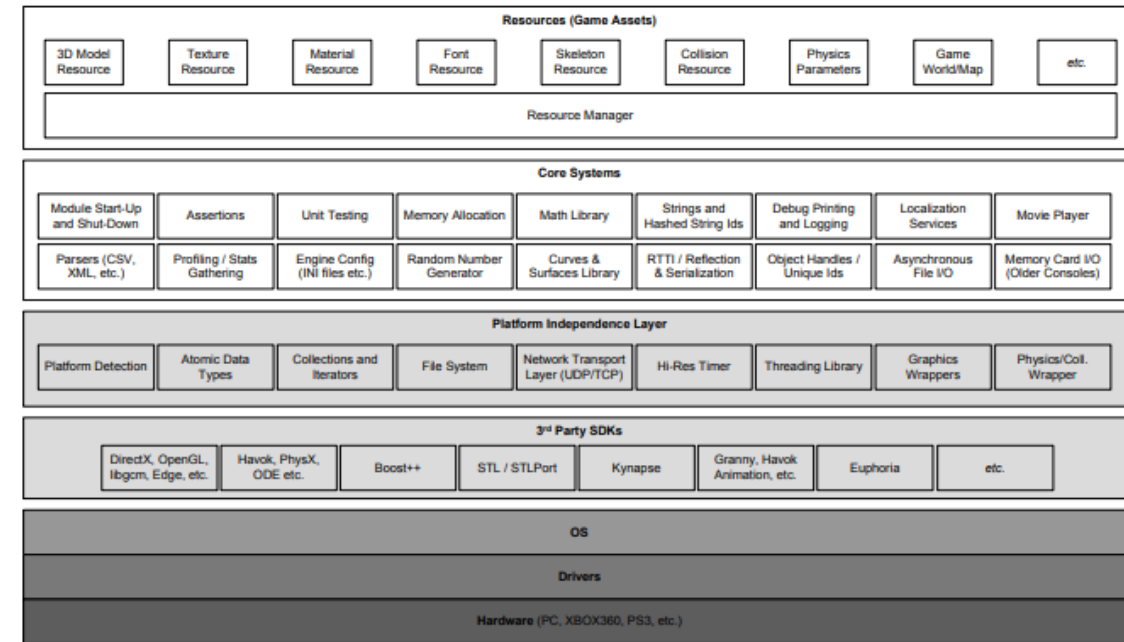 Resources (Game Assets)
3D Model
Resource
Texture
Resource
Material
Resource
Font
Resource
Skeleton
Resource
Collision
Resource
Physics
Parameters
Game
World/Map
etc.
Resource Manager
Core Systems
Module Start-Up
and Shut-Down
Assertions
Unit Testing
Memory Allocation
Math Library
Strings and
Hashed String Ids
Debug Printing
and Logging
Localization
Services
Movie Player
Parsers (CSV,
XML, etc.)
Profiling / Stats
Gathering
Engine Config
(INI files etc.)
Random Number
Generator
Curves &
Surfaces Library
RTTI / Reflection
& Serialization
Object Handles /
Unique Ids
Asynchronous
File I/O
Memory Card I/O
(Older Consoles)
Platform Independence Layer
Platform Detection
Atomic Data
Types
Collections and
Iterators
File System
Network Transport
Layer (UDP/TCP)
Hi-Res Timer
Threading Library
Graphics
Wrappers
Physics/Coll.
Wrapper
3rd Party SDKs
DirectX, OpenGL,
libgcm, Edge, etc.
Havok, PhysX,
ODE etc.
Boost++
STL / STLPort
Kynapse
Granny, Havok
Animation, etc.
Euphoria
etc.
OS
Drivers
Hardware (PC, XBOX360, PS3, etc.)